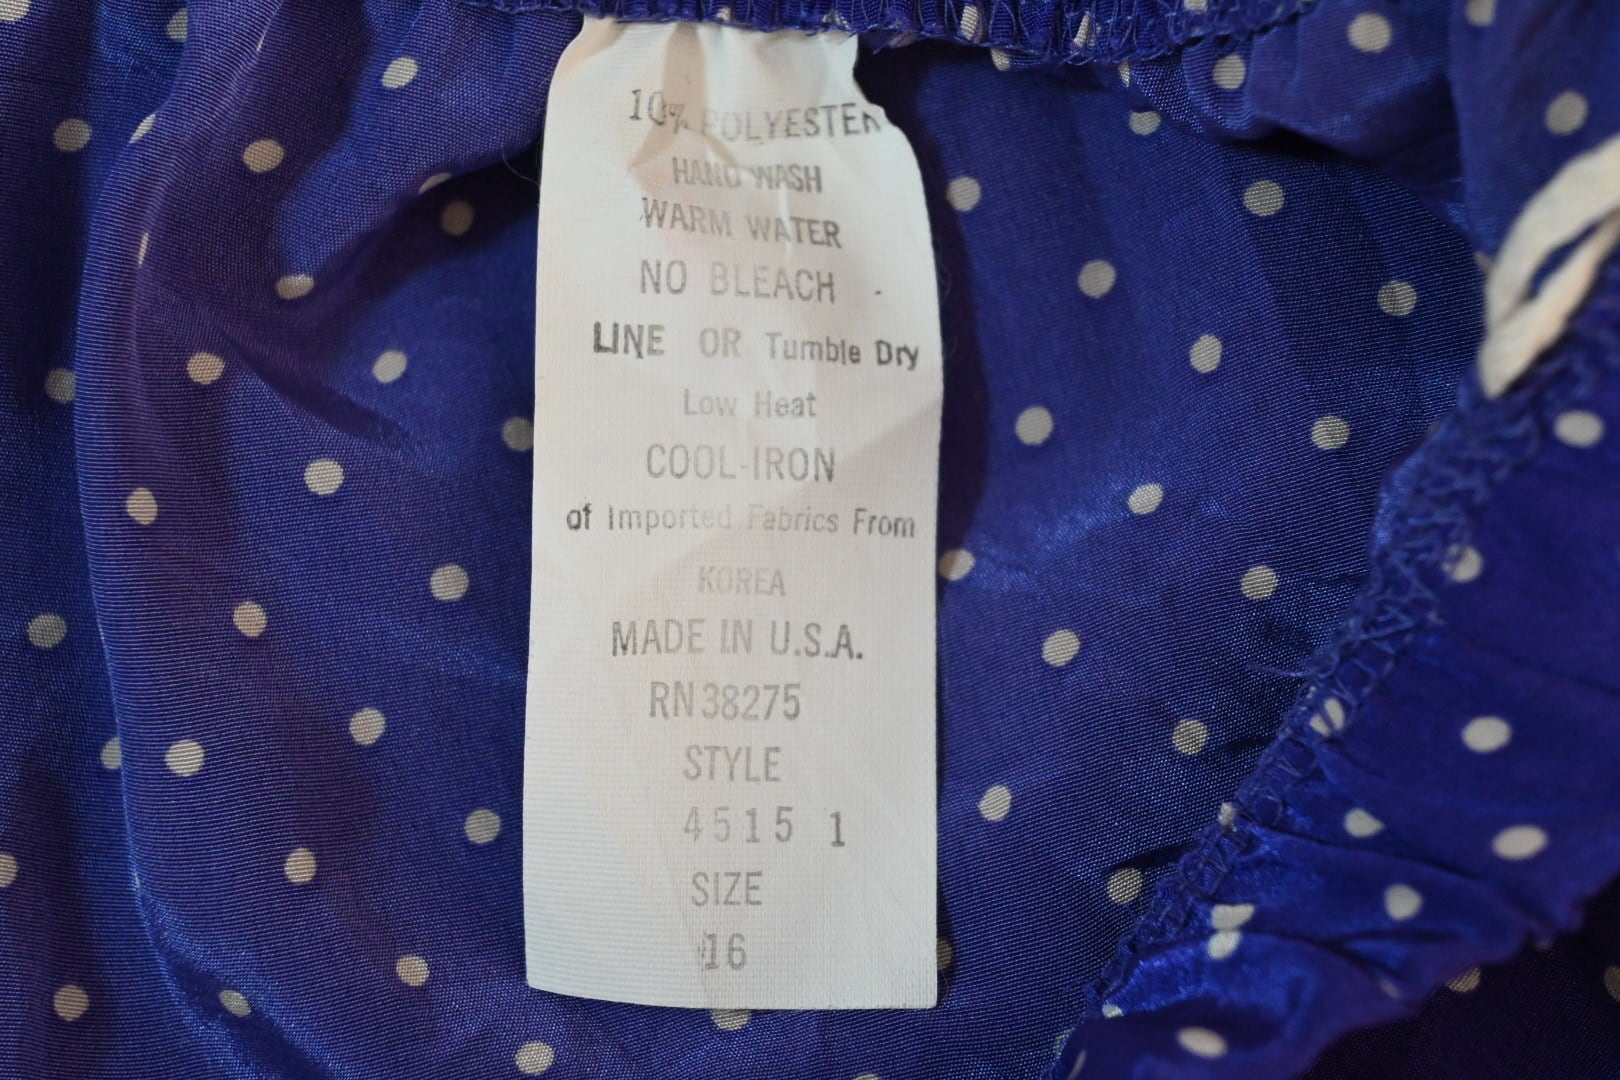 10% POLYESTER
HAND WASH
WARM WATER
NO BLEACH
LINE OR Tumble Dry
Low Heat
COOL-IRON
of Imported Fabrics From
KOREA
MADE IN U.S.A.
RN 38275
STYLE
4515 1
SIZE
16